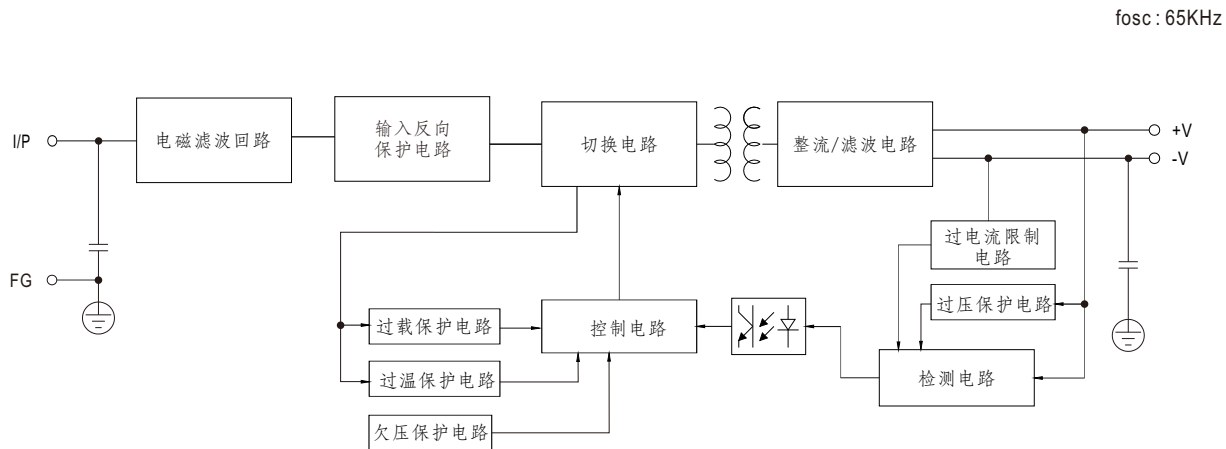 fosc : 65KHz
I/P
电磁滤波回路
输入反向
保护电路
切换电路
整流/滤波电路
+V
-V
过电流限制
电路
FG
过载保护电路
控制电路
过压保护电路
过温保护电路
检测电路
欠压保护电路